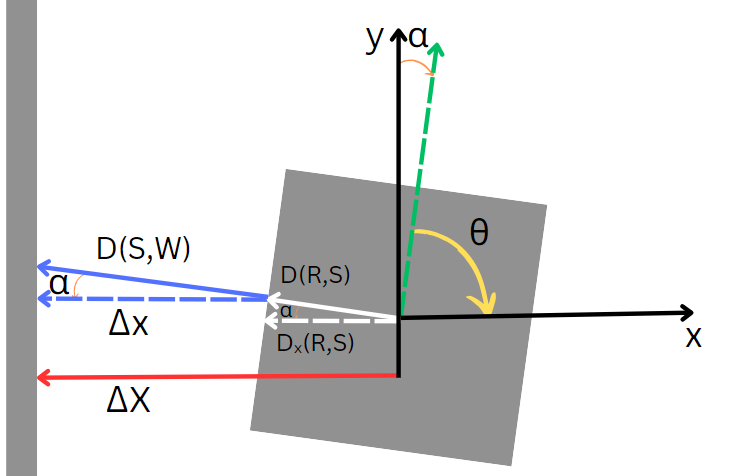 y α
θ
D(S,W)
D(R,S)
α
α
Δx
Dₓ(R,S)
x
ΔX